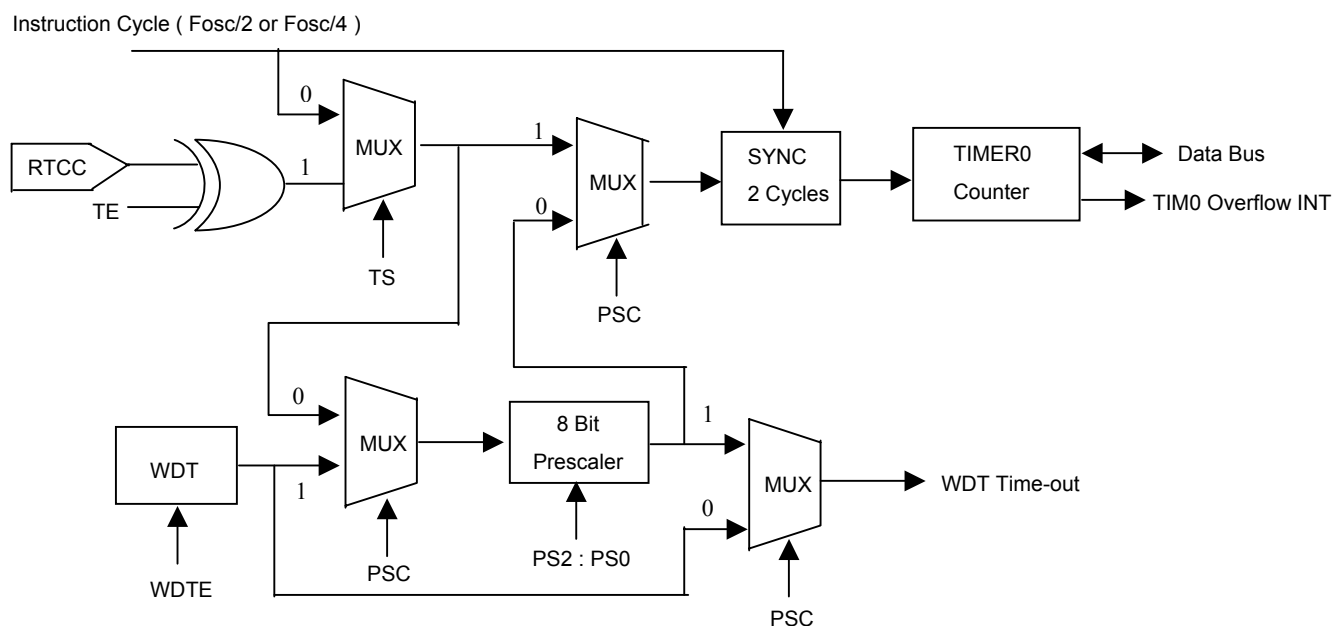 Instruction Cycle ( Fosc/2 or Fosc/4 )
0
RTCC
TE
1
MUX
TS
1
0
MUX
PSC
SYNC
2 Cycles
TIMER0
Counter
Data Bus
TIM0 Overflow INT
WDT
WDTE
0
1
MUX
PSC
8 Bit
Prescaler
PS2 : PS0
1
0
MUX
PSC
WDT Time-out